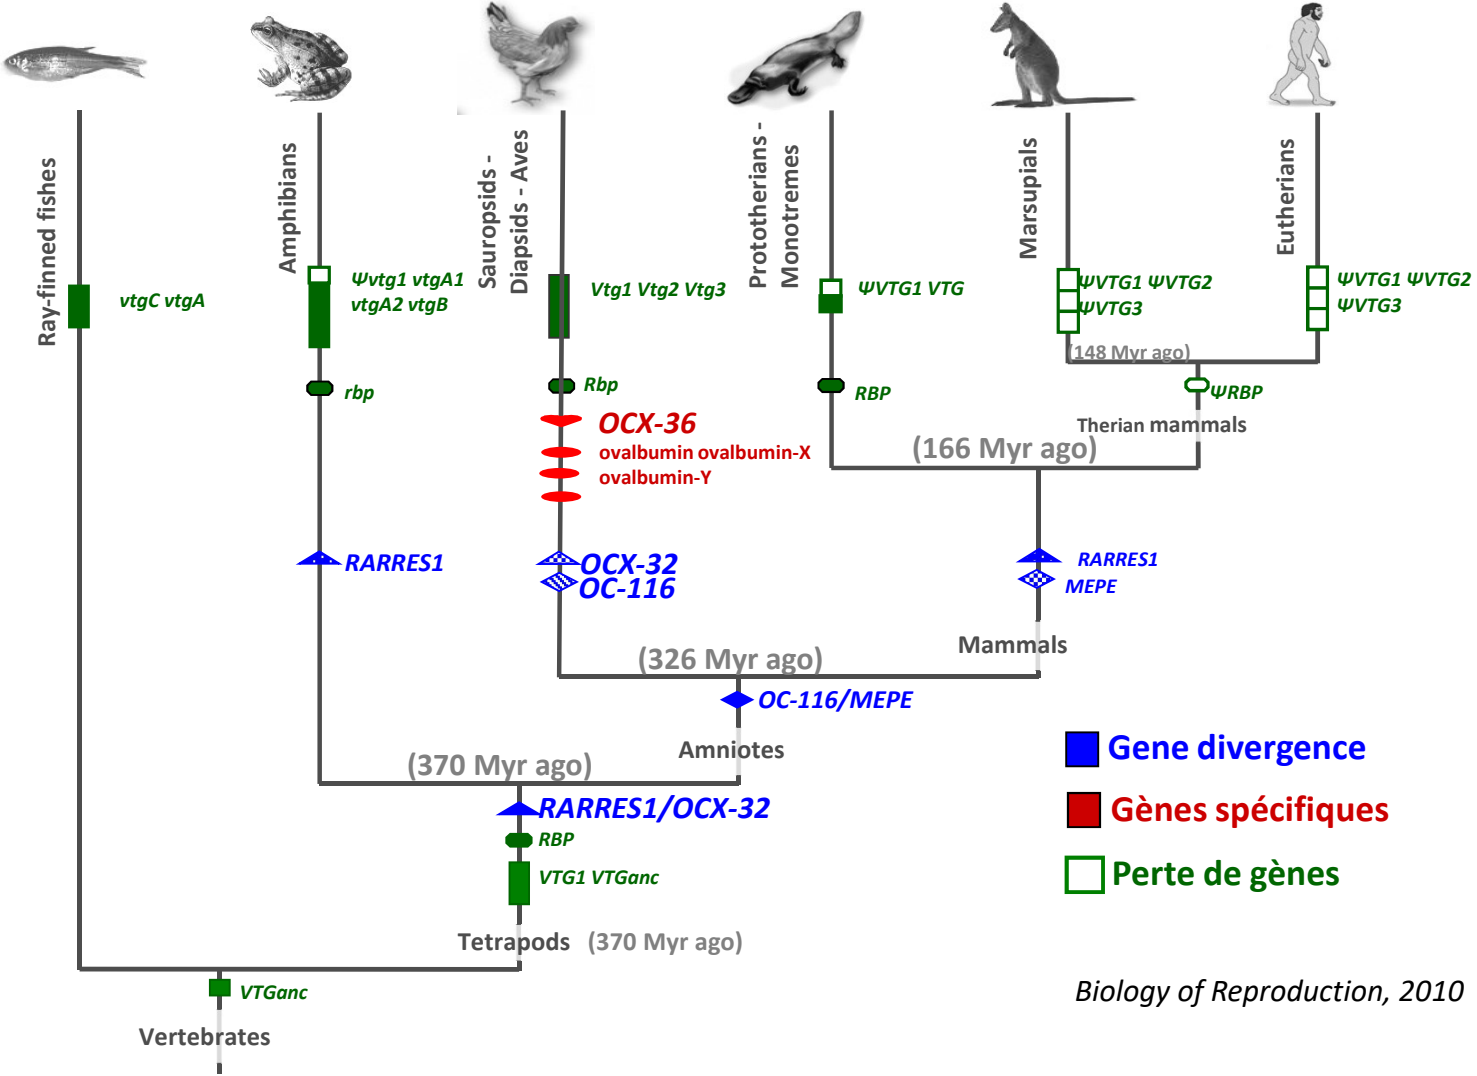 Ray-finned fishes
Amphibians
Sauropsids -
Diapsids - Aves
Prototherians -
Monotremes
Marsupials
Eutherians
vtgC vtgA
Ψvtg1 vtgA1
vtgA2 vtgB
Vtg1 Vtg2 Vtg3
ΨVTG1 VTG
ΨVTG1 ΨVTG2
ΨVTG3
ΨVTG1 ΨVTG2
ΨVTG3
(148 Myr ago)
rbp
Rbp
RBP
ΨRBP
OCX-36
ovalbumin ovalbumin-X
ovalbumin-Y
Therian mammals
(166 Myr ago)
RARRES1
OCX-32
OC-116
RARRES1
MEPE
Mammals
(326 Myr ago)
OC-116/MEPE
Amniotes
(370 Myr ago)
RARRES1/OCX-32
RBP
VTG1 VTGanc
Tetrapods (370 Myr ago)
VTGanc
Vertebrates
Gene divergence
Gènes spécifiques
Perte de gènes
Biology of Reproduction, 2010